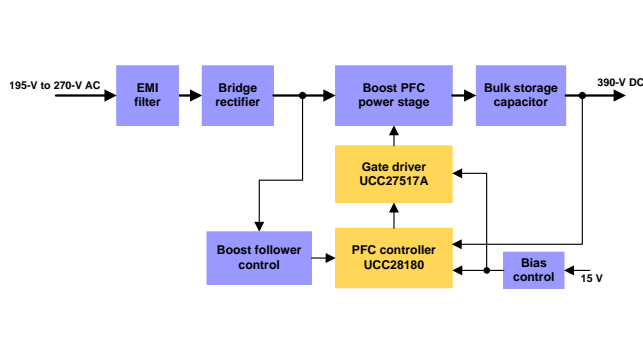 195-V to 270-V AC
EMI
filter
Bridge
rectifier
Boost PFC
power stage
Bulk storage
capacitor
390-V DC
Gate driver
UCC27517A
Boost follower
control
PFC controller
UCC28180
Bias
control
15 V